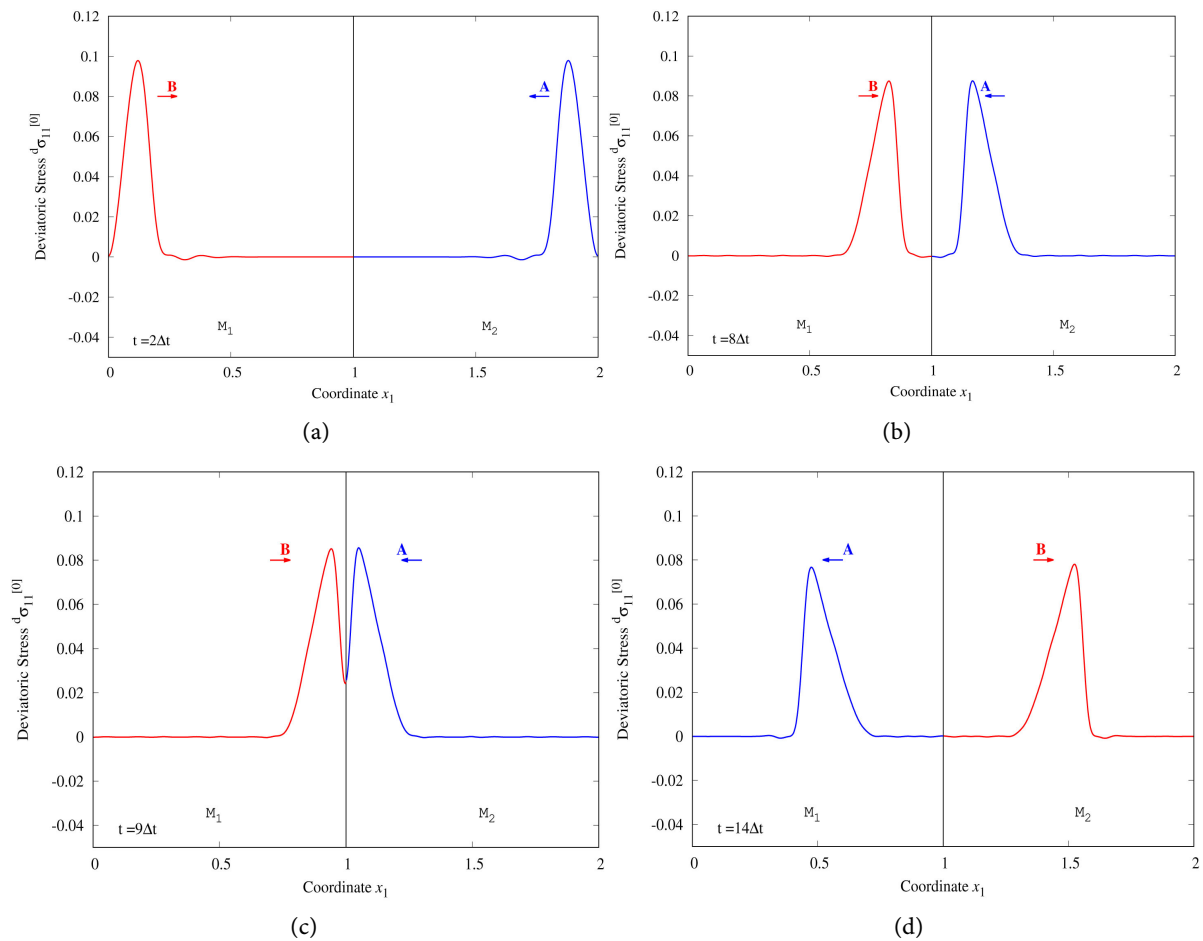 0.12
0.1
0.08
0.06
0.04
0.02
0
-0.02
-0.04
Deviatoric Stress ᵈσ₁₁^[0]
B
A
M₁
M₂
t =2Δt
0 0.5 1 1.5 2
Coordinate x₁
(a)
0.12
0.1
0.08
0.06
0.04
0.02
0
-0.02
-0.04
Deviatoric Stress ᵈσ₁₁^[0]
B
A
M₁
M₂
t =8Δt
0 0.5 1 1.5 2
Coordinate x₁
(b)
0.12
0.1
0.08
0.06
0.04
0.02
0
-0.02
-0.04
Deviatoric Stress ᵈσ₁₁^[0]
B
A
M₁
M₂
t =9Δt
0 0.5 1 1.5 2
Coordinate x₁
(c)
0.12
0.1
0.08
0.06
0.04
0.02
0
-0.02
-0.04
Deviatoric Stress ᵈσ₁₁^[0]
A
B
M₁
M₂
t =14Δt
0 0.5 1 1.5 2
Coordinate x₁
(d)